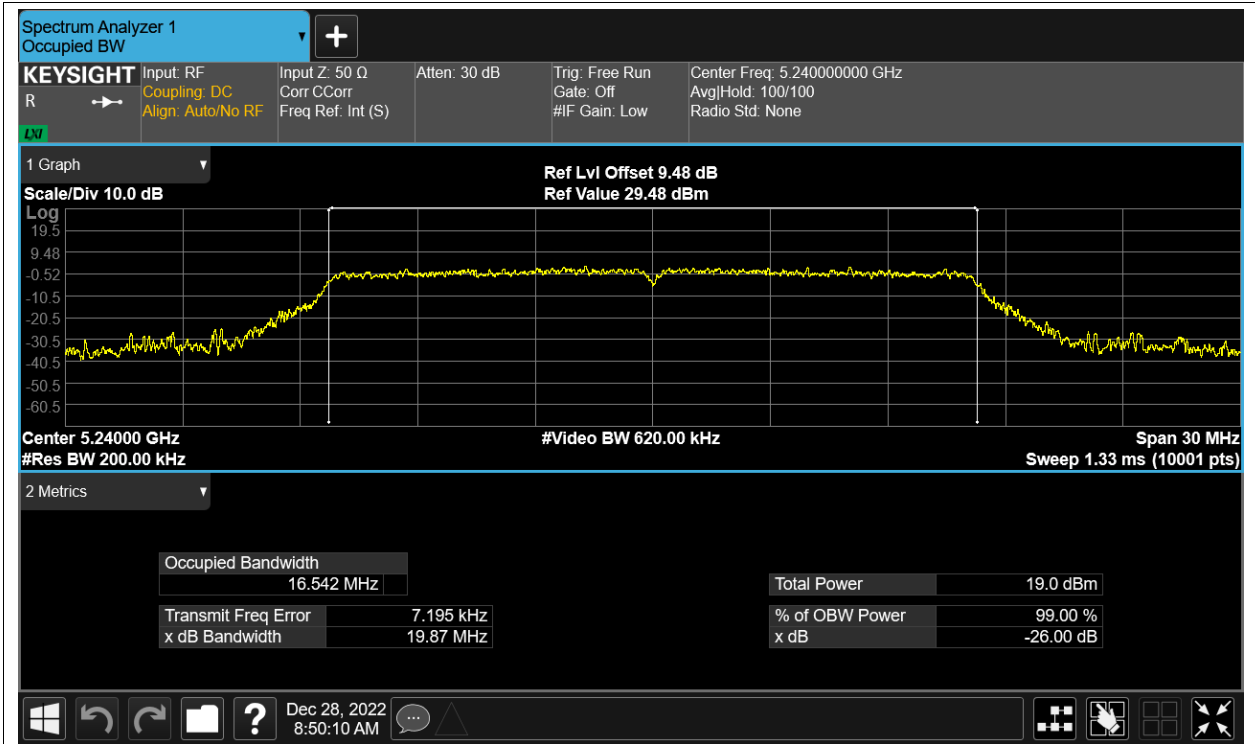 Spectrum Analyzer 1
Occupied BW
KEYSIGHT
R
LXI
Input: RF
Coupling: DC
Align: Auto/No RF
Input Z: 50 Ω
Corr CCorr
Freq Ref: Int (S)
Atten: 30 dB
Trig: Free Run
Gate: Off
#IF Gain: Low
Center Freq: 5.240000000 GHz
Avg|Hold: 100/100
Radio Std: None
1 Graph
Scale/Div 10.0 dB
Ref Lvl Offset 9.48 dB
Ref Value 29.48 dBm
Log
19.5
9.48
-0.52
-10.5
-20.5
-30.5
-40.5
-50.5
-60.5
Center 5.24000 GHz
#Video BW 620.00 kHz
Span 30 MHz
#Res BW 200.00 kHz
Sweep 1.33 ms (10001 pts)
2 Metrics
Occupied Bandwidth
16.542 MHz
Total Power 19.0 dBm
Transmit Freq Error 7.195 kHz
% of OBW Power 99.00 %
x dB Bandwidth 19.87 MHz
x dB -26.00 dB
?
Dec 28, 2022
8:50:10 AM